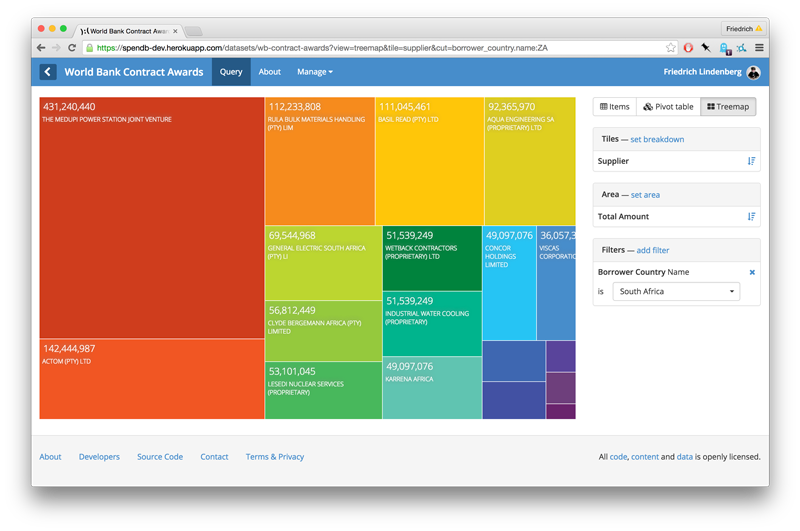 World Bank Contract Awards
Friedrich
https://spendb-dev.herokuapp.com/datasets/wb-contract-awards?view=treemap&tile=supplier&cut=borrower_country.name:ZA
World Bank Contract Awards
Query
About
Manage
Friedrich Lindenberg
431,240,440
THE MEDUPI POWER STATION JOINT VENTURE
142,444,987
ACTOM (PTY) LTD
112,233,808
RULA BULK MATERIALS HANDLING
(PTY) LIM
111,045,461
BASIL READ (PTY) LTD
92,365,970
AQUA ENGINEERING SA
(PROPRIETARY) LTD
69,544,968
GENERAL ELECTRIC SOUTH AFRICA
(PTY) LI
56,812,449
CLYDE BERGEMANN AFRICA (PTY)
LIMITED
53,101,045
LESEDI NUCLEAR SERVICES
(PROPRIETARY)
51,539,249
WETBACK CONTRACTORS
(PROPRIETARY) LTD
51,539,249
INDUSTRIAL WATER COOLING
(PROPRIETARY)
49,097,076
KARRENA AFRICA
49,097,076
CONCOR
HOLDINGS
LIMITED
36,057,3
VISCAS
CORPORATIC
Items
Pivot table
Treemap
Tiles — set breakdown
Supplier
Area — set area
Total Amount
Filters — add filter
Borrower Country Name
is
South Africa
About
Developers
Source Code
Contact
Terms & Privacy
All code, content and data is openly licensed.